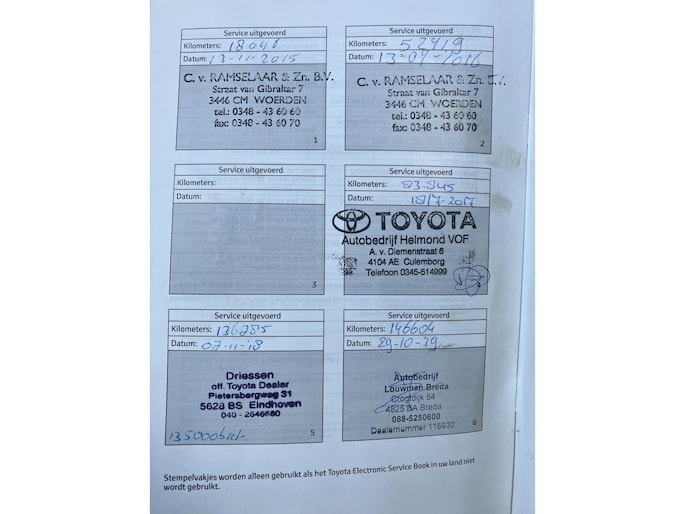 Service uitgevoerd
Kilometers: 18041
Datum: 13-11-2015
C. v. RAMSELAAR & Zn. B.V.
Straat van Gibraltar 7
3446 CM WOERDEN
tel.: 0348 - 43 60 60
fax: 0348 - 43 60 70
1
Service uitgevoerd
Kilometers: 52419
Datum: 13-07-2016
C. v. RAMSELAAR & Zn. B.V.
Straat van Gibraltar 7
3446 CM WOERDEN
tel.: 0348 - 43 60 60
fax: 0348 - 43 60 70
2
Service uitgevoerd
Kilometers:
Datum:
3
Service uitgevoerd
Kilometers: 83.945
Datum: 18/7-2017
TOYOTA
Autobedrijf Helmond VOF
A. v. Diemenstraat 6
4104 AE Culemborg
Telefoon 0345-514999
4
Service uitgevoerd
Kilometers: 136285
Datum: 07-11-18
Driessen
off. Toyota Dealer
Pietersbergweg 31
5628 BS Eindhoven
040 - 2646680
135000
5
Service uitgevoerd
Kilometers: 146604
Datum: 29-10-19
Autobedrijf
Louwman Breda
Crogtdijk 54
4825 BA Breda
088-5250600
Dealernummer 115030
6
Stempelvakjes worden alleen gebruikt als het Toyota Electronic Service Book in uw land niet
wordt gebruikt.